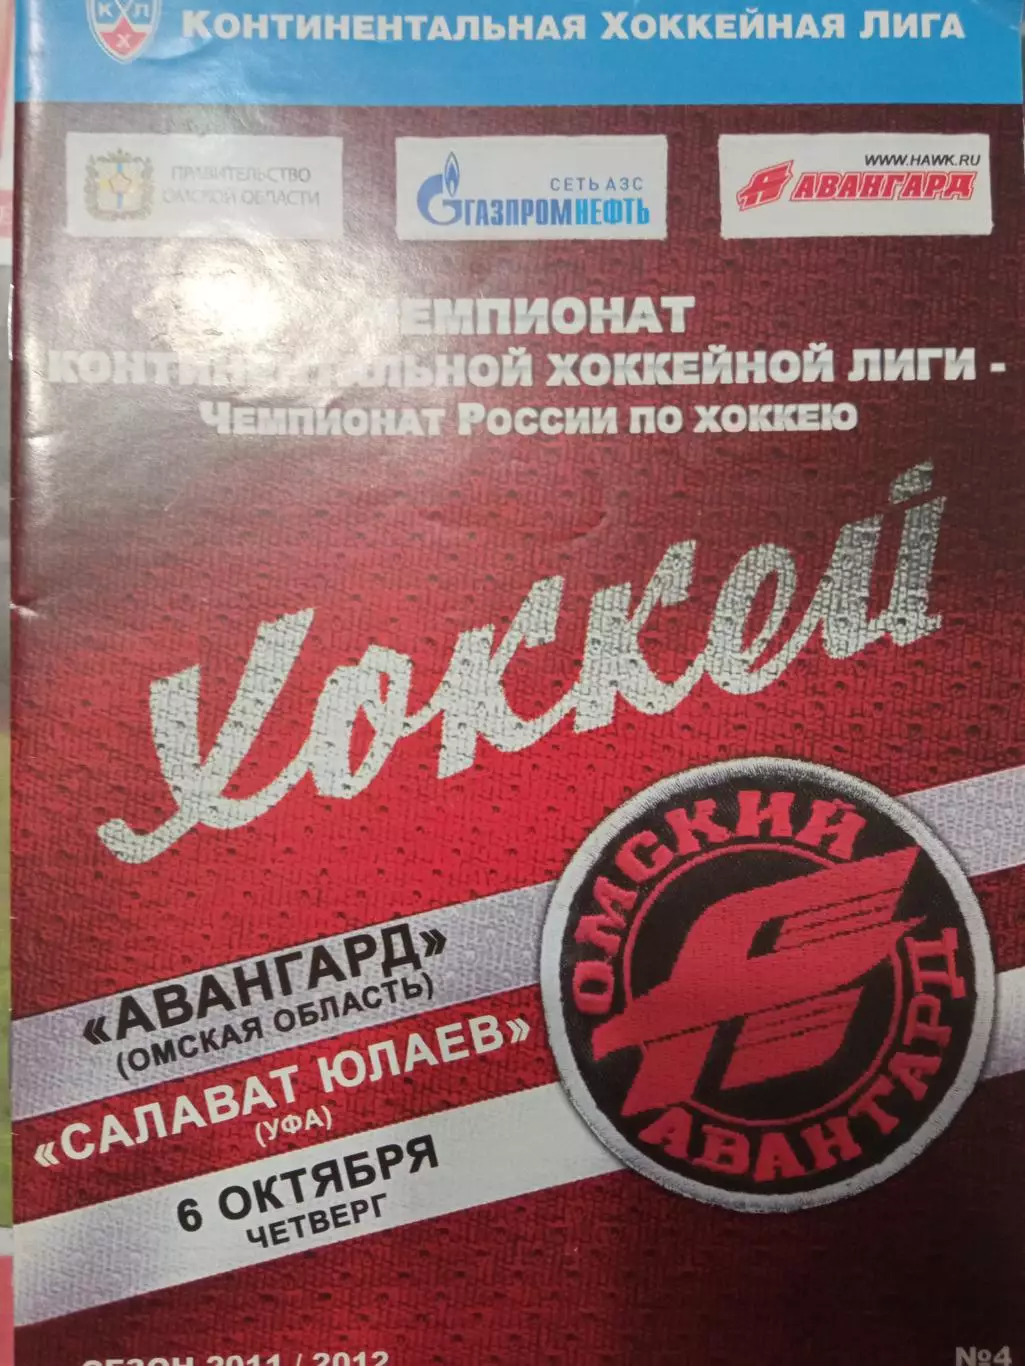 КХЛ
КОНТИНЕНТАЛЬНАЯ ХОККЕЙНАЯ ЛИГА
ПРАВИТЕЛЬСТВО
ОМСКОЙ ОБЛАСТИ
СЕТЬ АЗС
ГАЗПРОМНЕФТЬ
WWW.HAWK.RU
АВАНГАРД
ЧЕМПИОНАТ
КОНТИНЕНТАЛЬНОЙ ХОККЕЙНОЙ ЛИГИ -
ЧЕМПИОНАТ РОССИИ ПО ХОККЕЮ
Хоккей
«АВАНГАРД»
(ОМСКАЯ ОБЛАСТЬ)
«САЛАВАТ ЮЛАЕВ»
(УФА)
6 ОКТЯБРЯ
ЧЕТВЕРГ
ОМСКИЙ
АВАНГАРД
СЕЗОН 2011 / 2012
№4